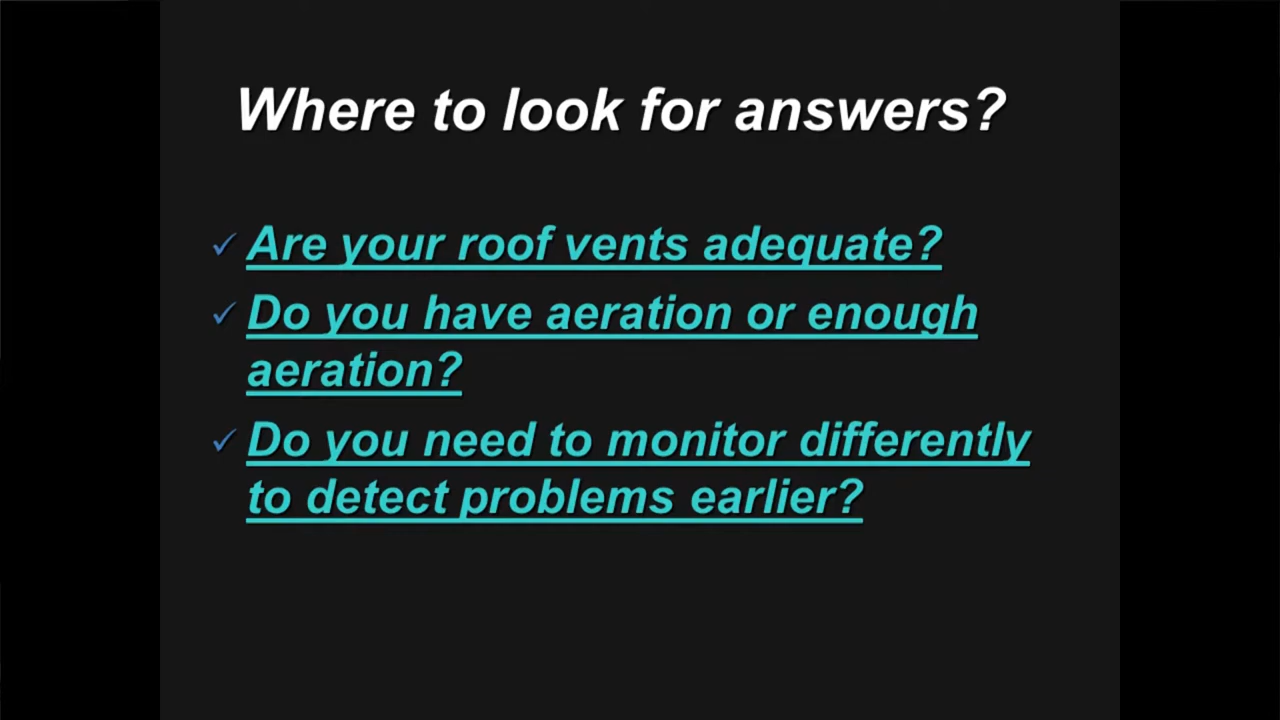 Where to look for answers?
✓ Are your roof vents adequate?
✓ Do you have aeration or enough
aeration?
✓ Do you need to monitor differently
to detect problems earlier?